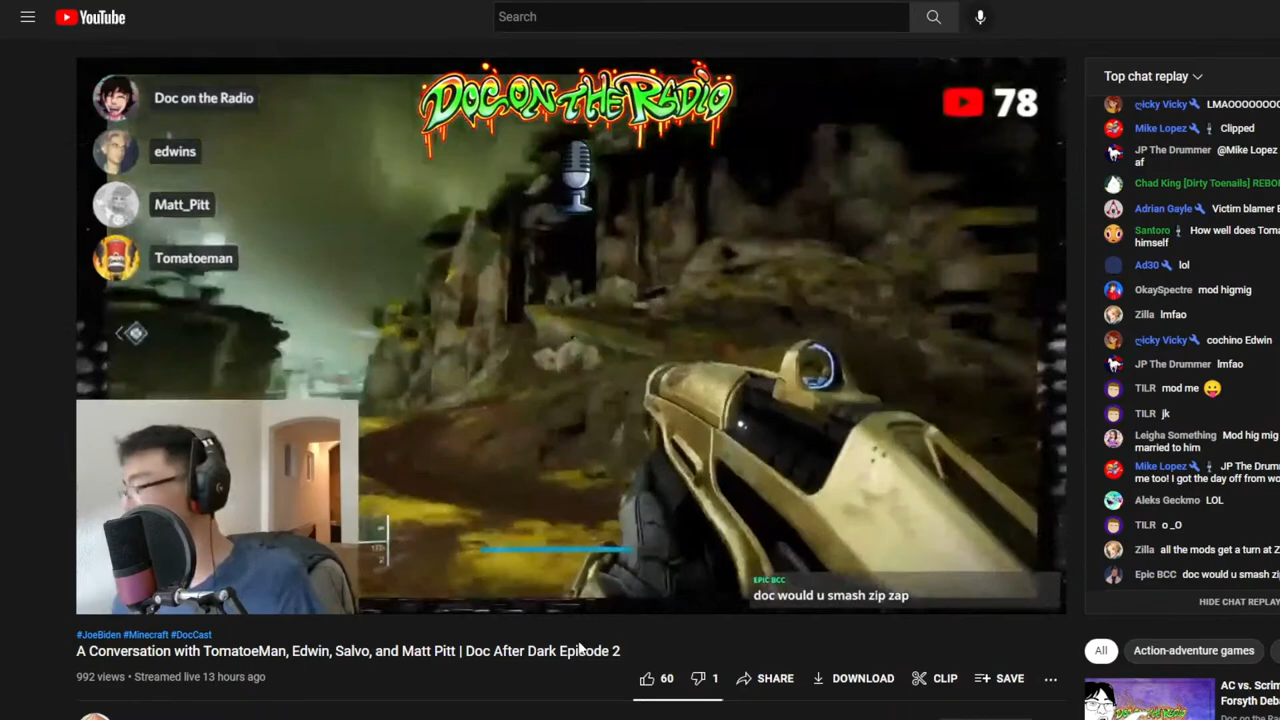 YouTube
Search
Doc on the Radio
DOC ON THE RADIO
78
edwins
Matt_Pitt
Tomatoeman
EPIC BCC
doc would u smash zip zap
#JoeBiden #Minecraft #DocCast
A Conversation with TomatoeMan, Edwin, Salvo, and Matt Pitt | Doc After Dark Episode 2
992 views • Streamed live 13 hours ago
60
1
SHARE
DOWNLOAD
CLIP
SAVE
Top chat replay
Vicky LMAOOOOOOO
Mike Lopez Clipped
JP The Drummer @Mike Lopez
af
Chad King [Dirty Toenails] REBO
Adrian Gayle Victim blamer
Santoro How well does Toma
himself
Ad30 lol
OkaySpectre mod higmig
Zilla lmfao
Vicky cochino Edwin
JP The Drummer lmfao
TILR mod me
TILR jk
Leigha Something Mod hig mig
married to him
Mike Lopez JP The Drum
me too! I got the day off from wo
Aleks Geckmo LOL
TILR o_O
Zilla all the mods get a turn at Z
Epic BCC doc would u smash zi
HIDE CHAT REPLAY
All
Action-adventure games
AC vs. Scrim
Forsyth Deb
Doc on the Rad